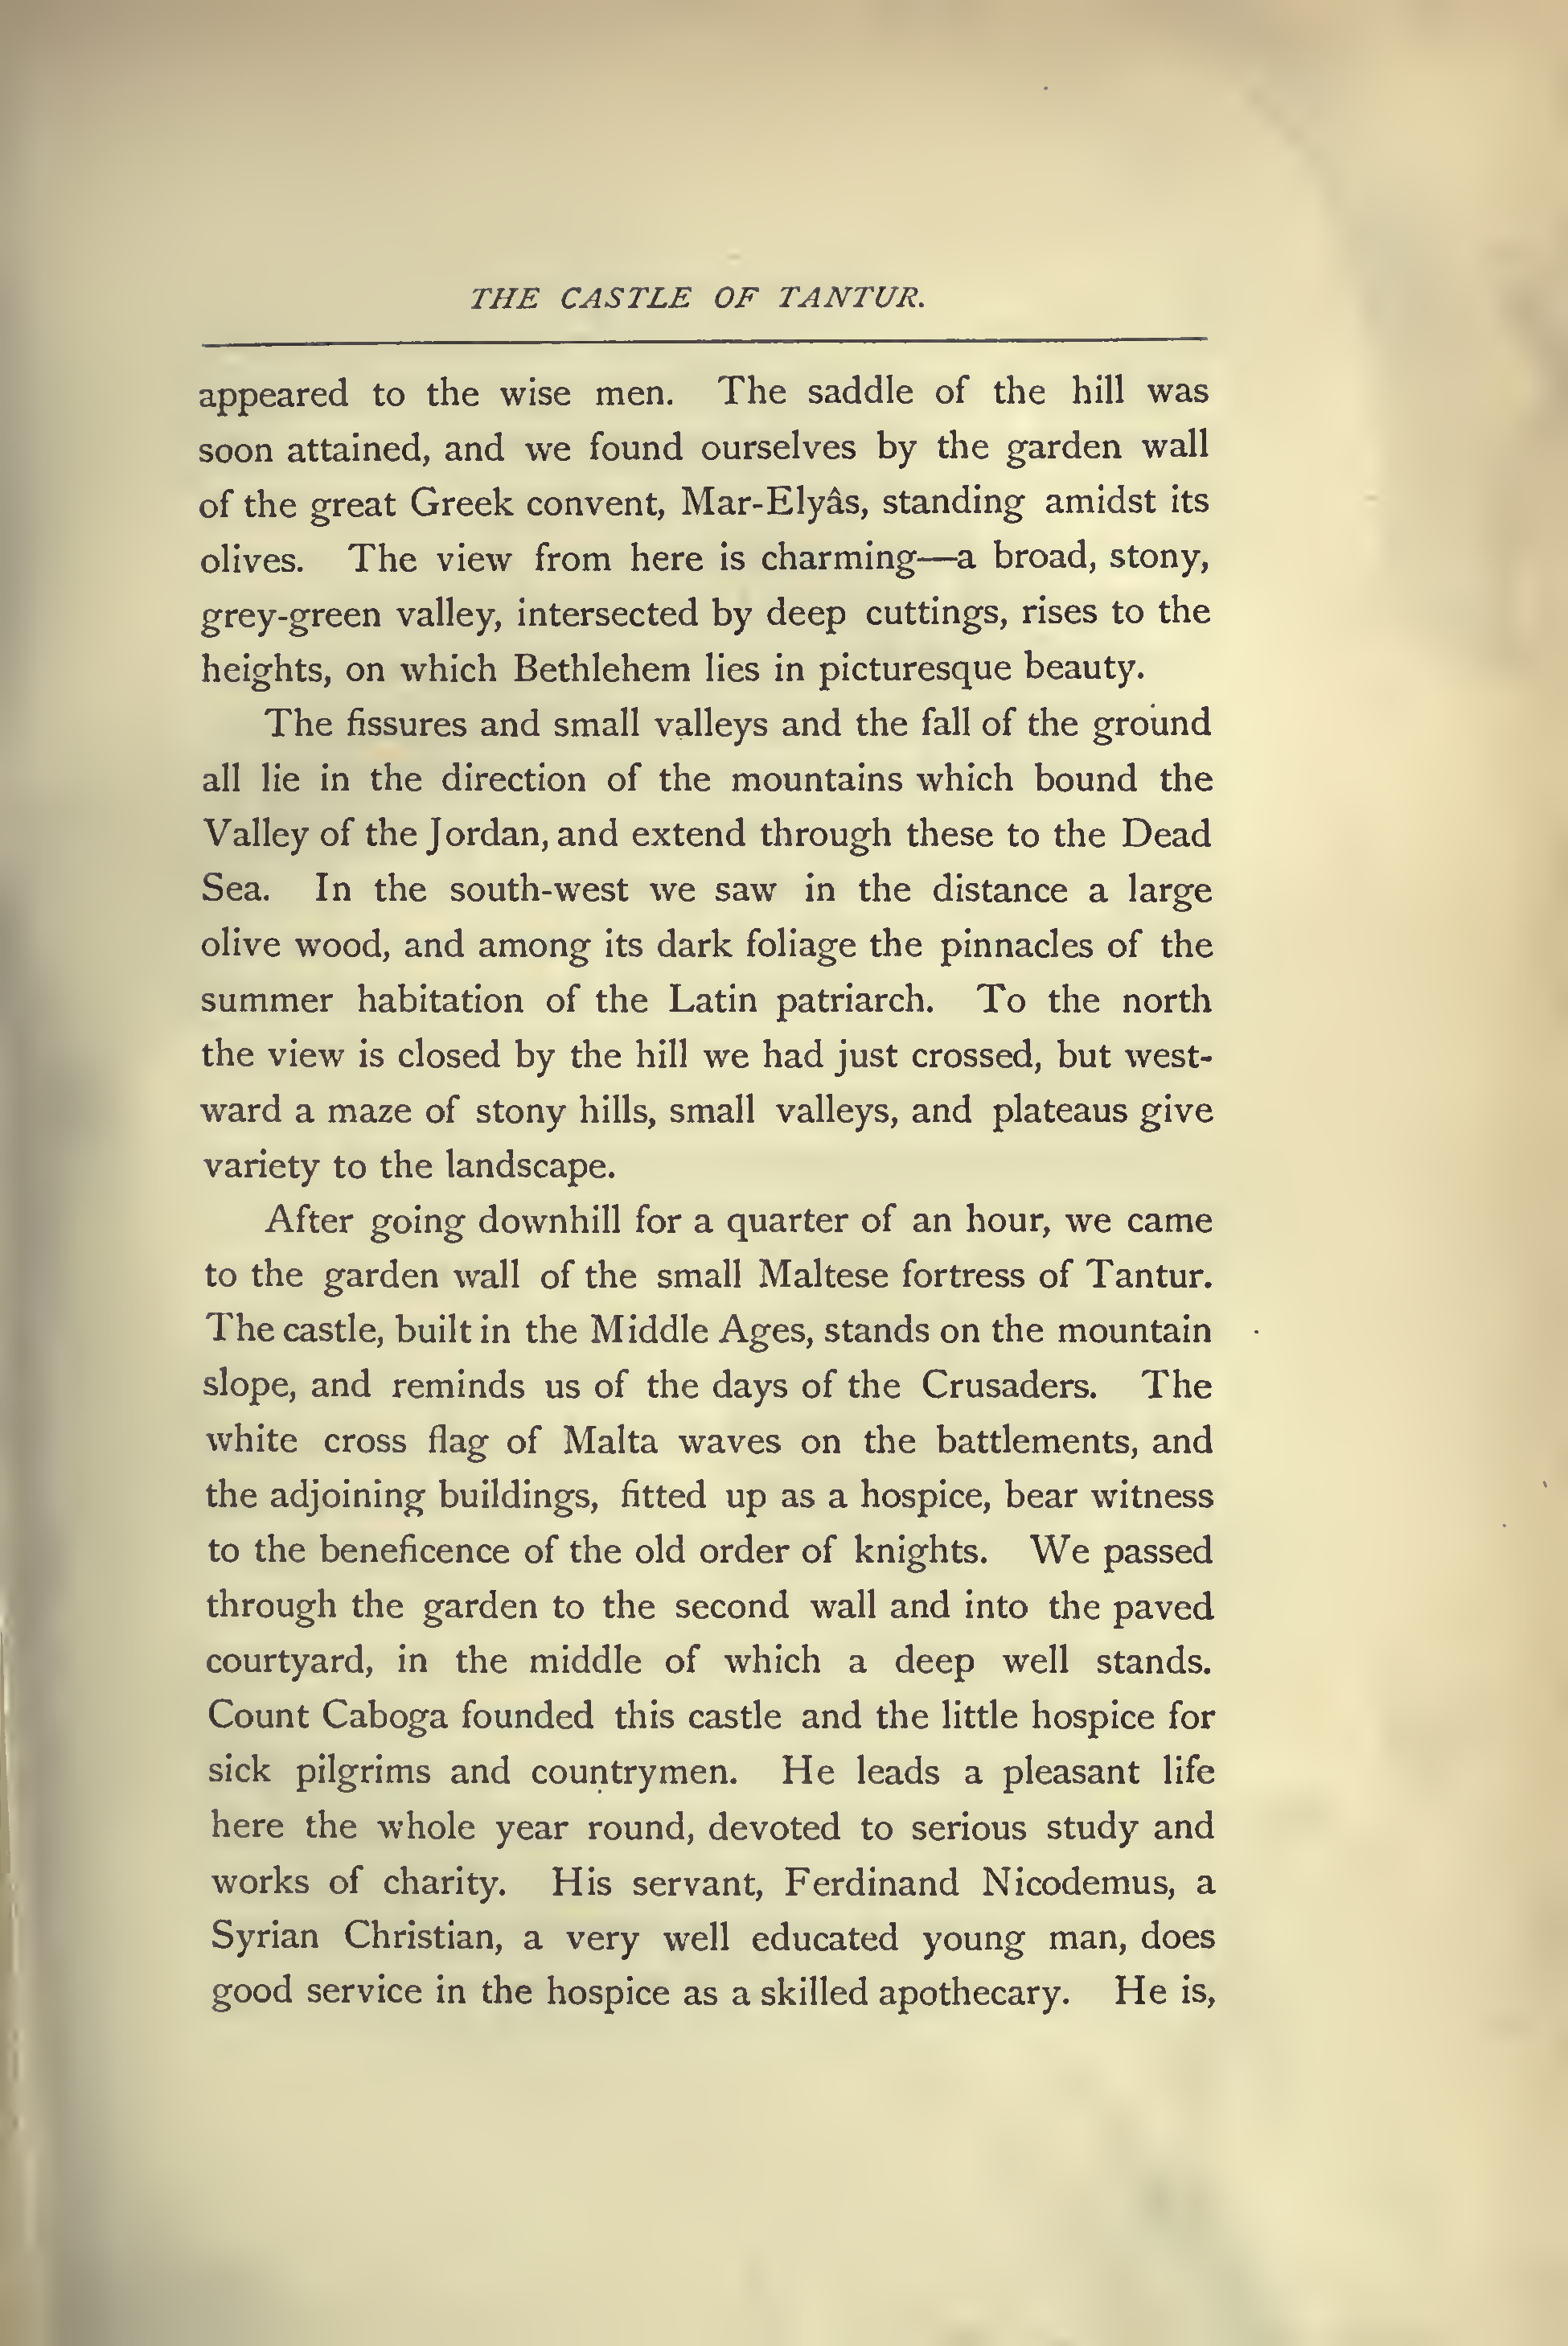 THE CASTLE OF TANTUR.
appeared to the wise men. The saddle of the hill was
soon attained, and we found ourselves by the garden wall
of the great Greek convent, Mar-Elyâs, standing amidst its
olives. The view from here is charming—a broad, stony,
grey-green valley, intersected by deep cuttings, rises to the
heights, on which Bethlehem lies in picturesque beauty.
The fissures and small valleys and the fall of the ground
all lie in the direction of the mountains which bound the
Valley of the Jordan, and extend through these to the Dead
Sea. In the south-west we saw in the distance a large
olive wood, and among its dark foliage the pinnacles of the
summer habitation of the Latin patriarch. To the north
the view is closed by the hill we had just crossed, but west-
ward a maze of stony hills, small valleys, and plateaus give
variety to the landscape.
After going downhill for a quarter of an hour, we came
to the garden wall of the small Maltese fortress of Tantur.
The castle, built in the Middle Ages, stands on the mountain
slope, and reminds us of the days of the Crusaders. The
white cross flag of Malta waves on the battlements, and
the adjoining buildings, fitted up as a hospice, bear witness
to the beneficence of the old order of knights. We passed
through the garden to the second wall and into the paved
courtyard, in the middle of which a deep well stands.
Count Caboga founded this castle and the little hospice for
sick pilgrims and countrymen. He leads a pleasant life
here the whole year round, devoted to serious study and
works of charity. His servant, Ferdinand Nicodemus, a
Syrian Christian, a very well educated young man, does
good service in the hospice as a skilled apothecary. He is,